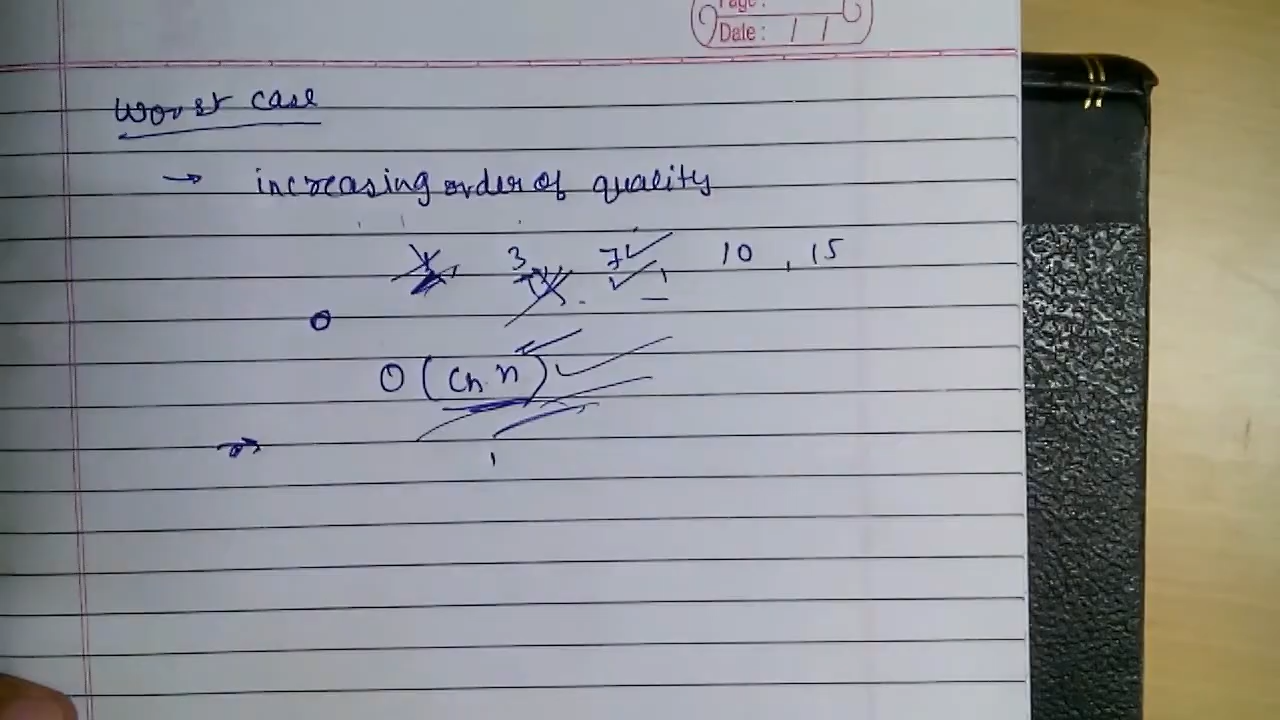 Page :
Date : / /
Worst case
→ increasing order of quality
3 7 10 , 15
O
O (Ch.n)